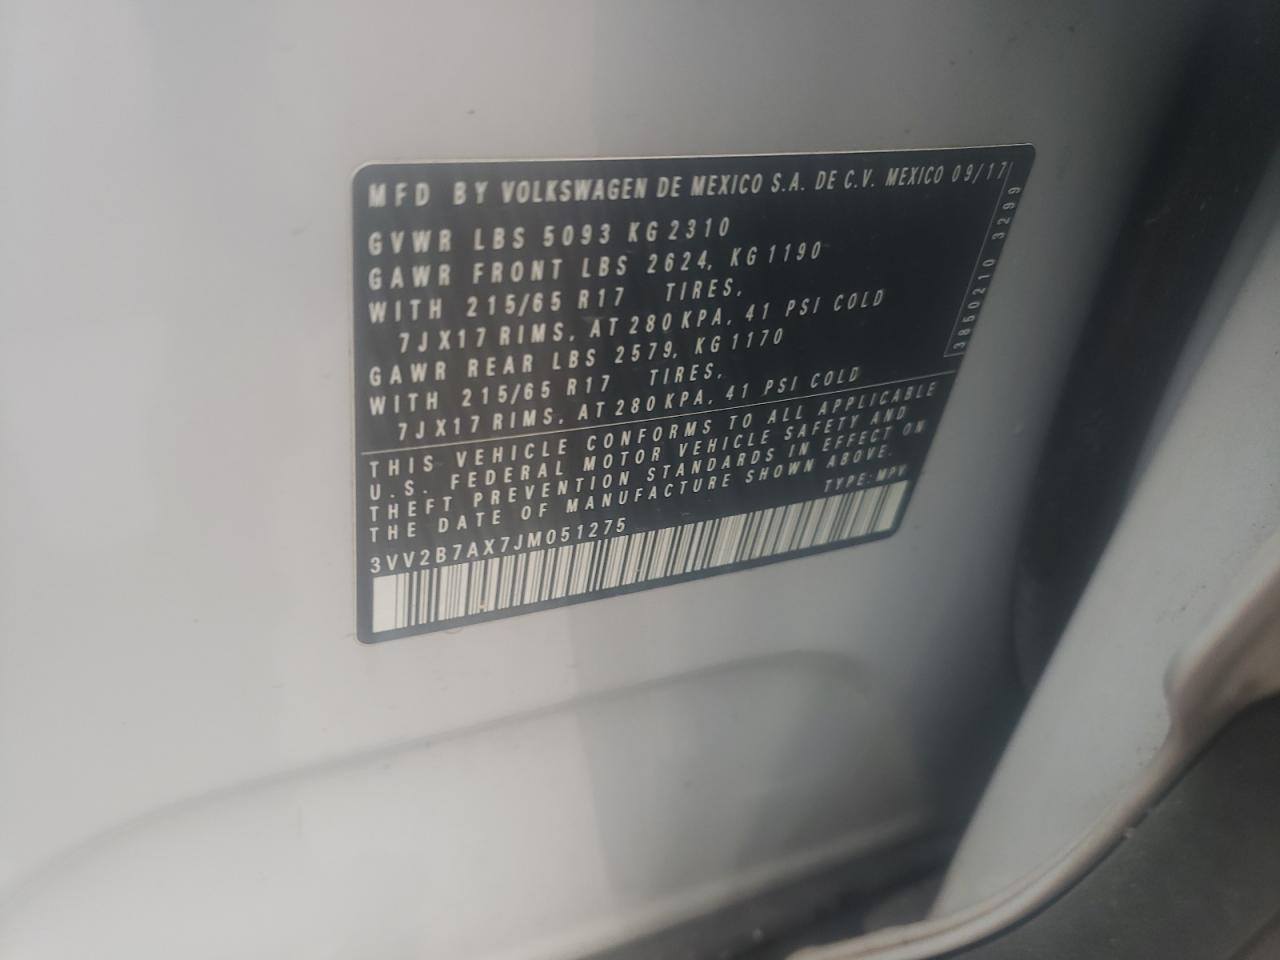 MFD BY VOLKSWAGEN DE MEXICO S.A. DE C.V. MEXICO 09/17
GVWR LBS 5093 KG 2310
GAWR FRONT LBS 2624, KG 1190
WITH 215/65 R17 TIRES,
7JX17 RIMS, AT 280 KPA, 41 PSI COLD
GAWR REAR LBS 2579, KG 1170
WITH 215/65 R17 TIRES,
7JX17 RIMS, AT 280 KPA, 41 PSI COLD
3850210 3299
THIS VEHICLE CONFORMS TO ALL APPLICABLE
U.S. FEDERAL MOTOR VEHICLE SAFETY AND
THEFT PREVENTION STANDARDS IN EFFECT ON
THE DATE OF MANUFACTURE SHOWN ABOVE.
TYPE: MPV
3VV2B7AX7JM051275